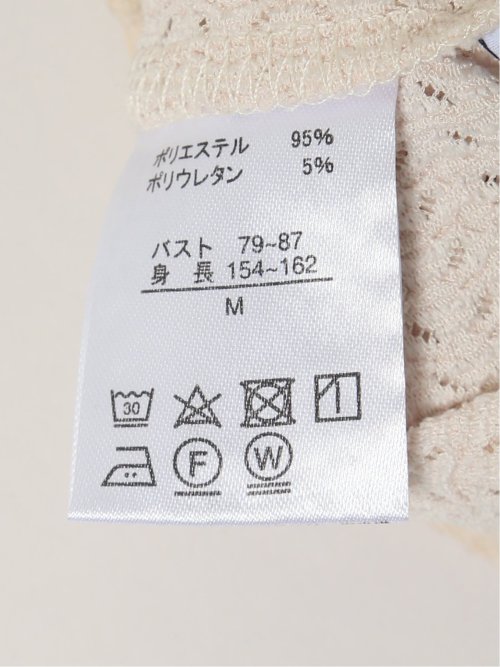 ポリエステル 95%
ポリウレタン 5%
バスト 79~87
身 長 154~162
M
30
F W